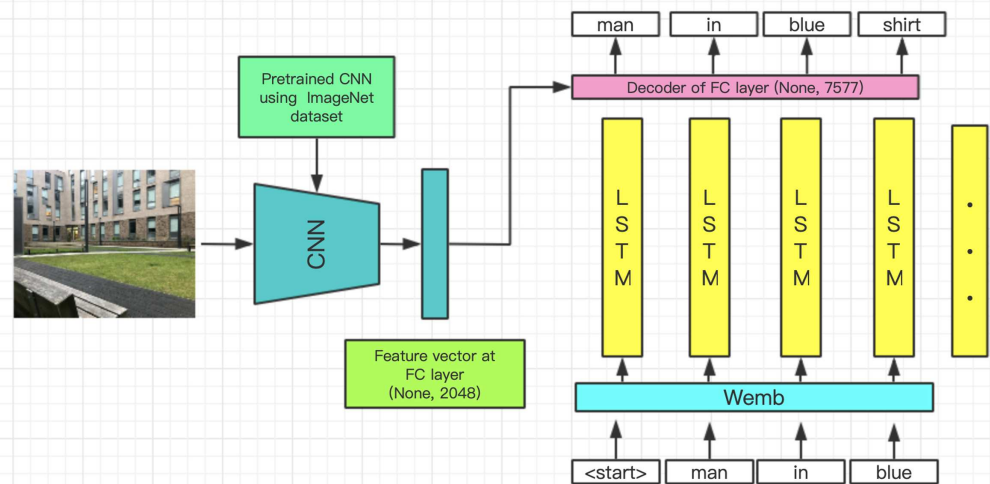 man in blue shirt
Pretrained CNN
using ImageNet
dataset
Decoder of FC layer (None, 7577)
CNN
L
S
T
M
L
S
T
M
L
S
T
M
L
S
T
M
Feature vector at
FC layer
(None, 2048)
Wemb
<start> man in blue